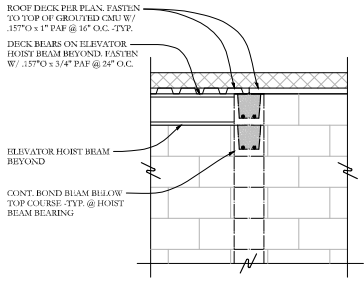 ROOF DECK PER PLAN. FASTEN
TO TOP OF GROUTED CMU W/
.157"O x 1" PAF @ 16" O.C. -TYP.
DECK BEARS ON ELEVATOR
HOIST BEAM BEYOND. FASTEN
W/ .157"O x 3/4" PAF @ 24" O.C.
ELEVATOR HOIST BEAM
BEYOND
CONT. BOND BEAM BELOW
TOP COURSE -TYP. @ HOIST
BEAM BEARING